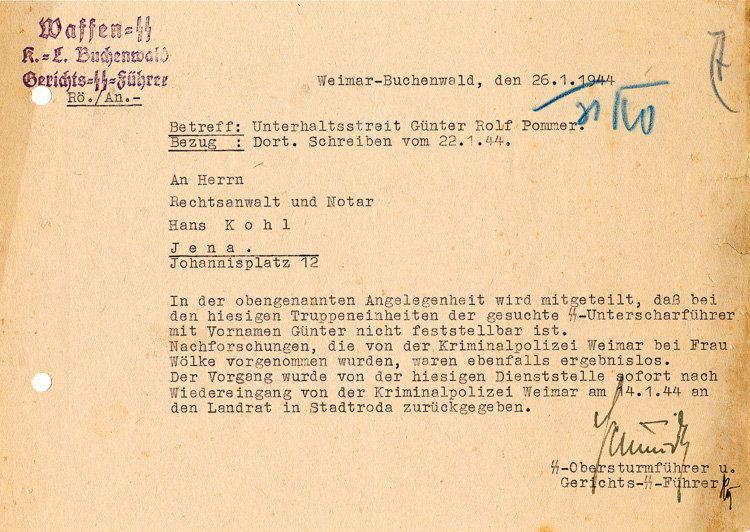 Waffen-SS
K.-L. Buchenwald
Gerichts-SS-Führer
Rö./An.-
Weimar-Buchenwald, den 26.1.1944
Betreff: Unterhaltsstreit Günter Rolf Pommer.
Bezug : Dort. Schreiben vom 22.1.44.
An Herrn
Rechtsanwalt und Notar
Hans K o h l
J e n a .
Johannisplatz 12
In der obengenannten Angelegenheit wird mitgeteilt, daß bei
den hiesigen Truppeneinheiten der gesuchte SS-Unterscharführer
mit Vornamen Günter nicht feststellbar ist.
Nachforschungen, die von der Kriminalpolizei Weimar bei Frau
Wölke vorgenommen wurden, waren ebenfalls ergebnislos.
Der Vorgang wurde von der hiesigen Dienststelle sofort nach
Wiedereingang von der Kriminalpolizei Weimar am 14.1.44 an
den Landrat in Stadtroda zurückgegeben.
SS-Obersturmführer u.
Gerichts-SS-Führer